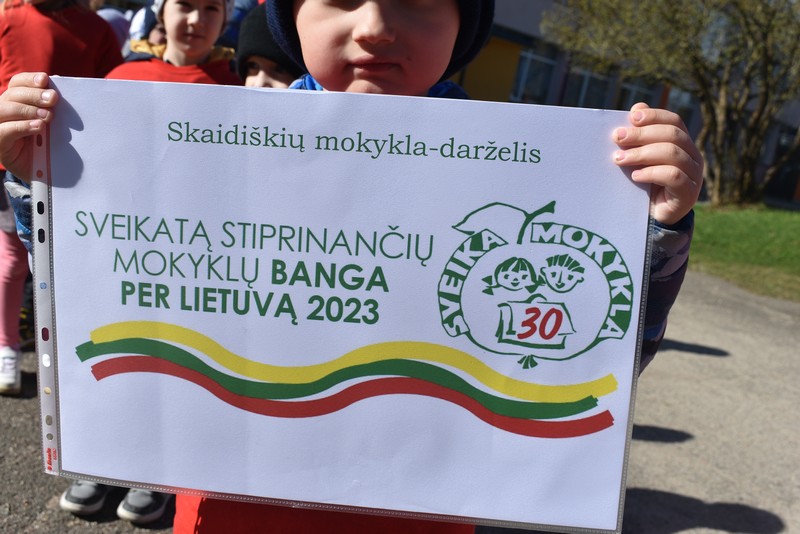 Skaidiškių mokykla-darželis
SVEIKATĄ STIPRINANČIŲ
MOKYKLŲ BANGA
PER LIETUVĄ 2023
SVEIKA MOKYKLA
30